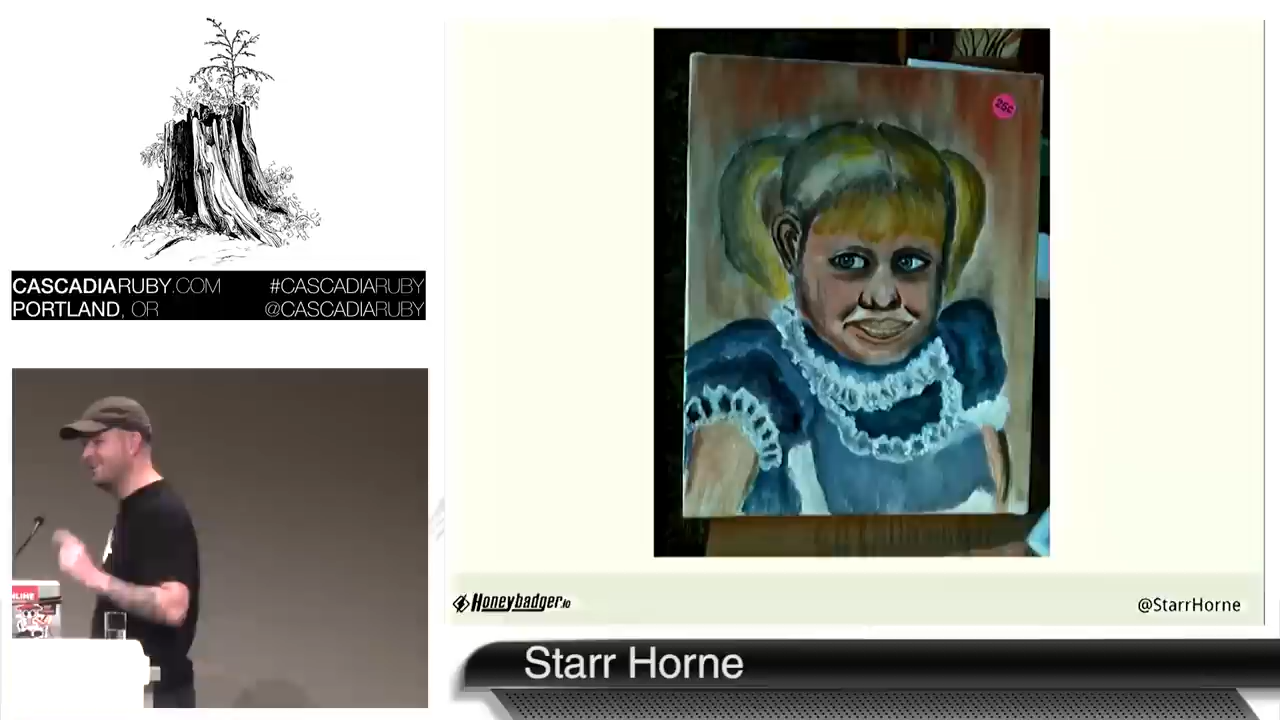 CASCADIARUBY.COM #CASCADIARUBY
PORTLAND, OR @CASCADIARUBY
25¢
Honeybadger.io
@StarrHorne
Starr Horne